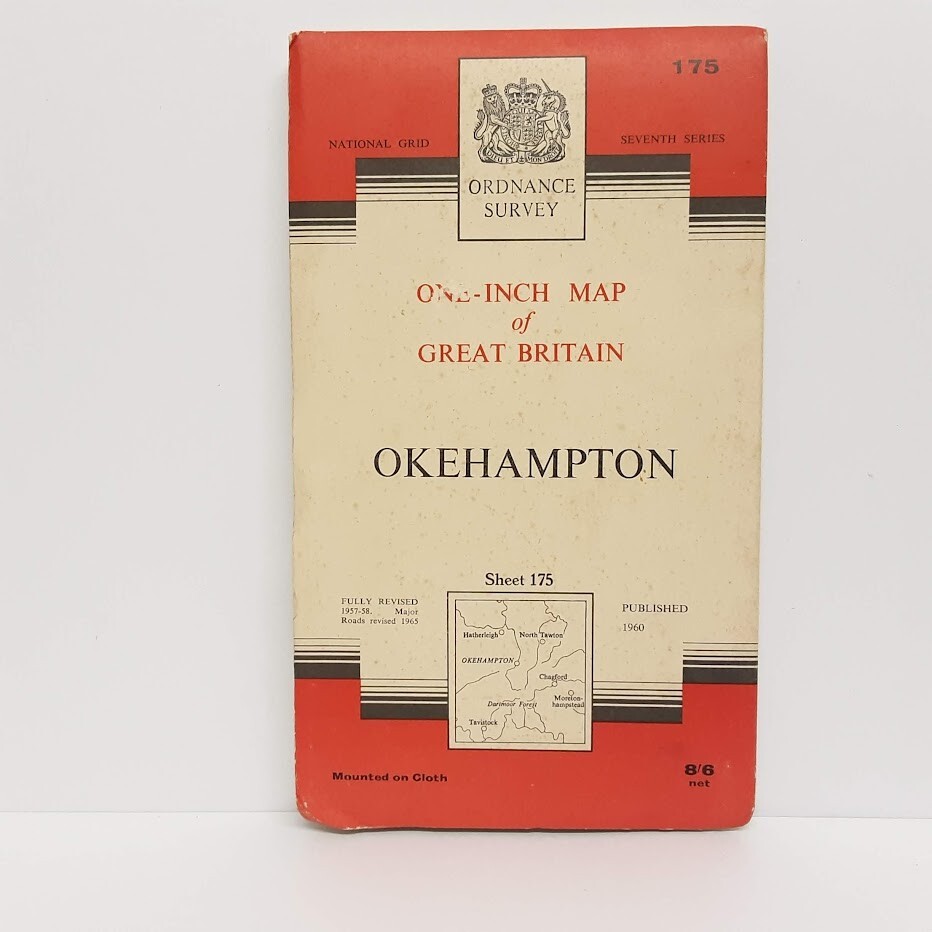 175
NATIONAL GRID
SEVENTH SERIES
ORDNANCE
SURVEY
ONE-INCH MAP
of
GREAT BRITAIN
OKEHAMPTON
Sheet 175
FULLY REVISED
1957-58. Major
Roads revised 1965
PUBLISHED
1960
Hatherleigh
North Tawton
OKEHAMPTON
Chagford
Moreton-
hampstead
Dartmoor Forest
Tavistock
Mounted on Cloth
8/6
net